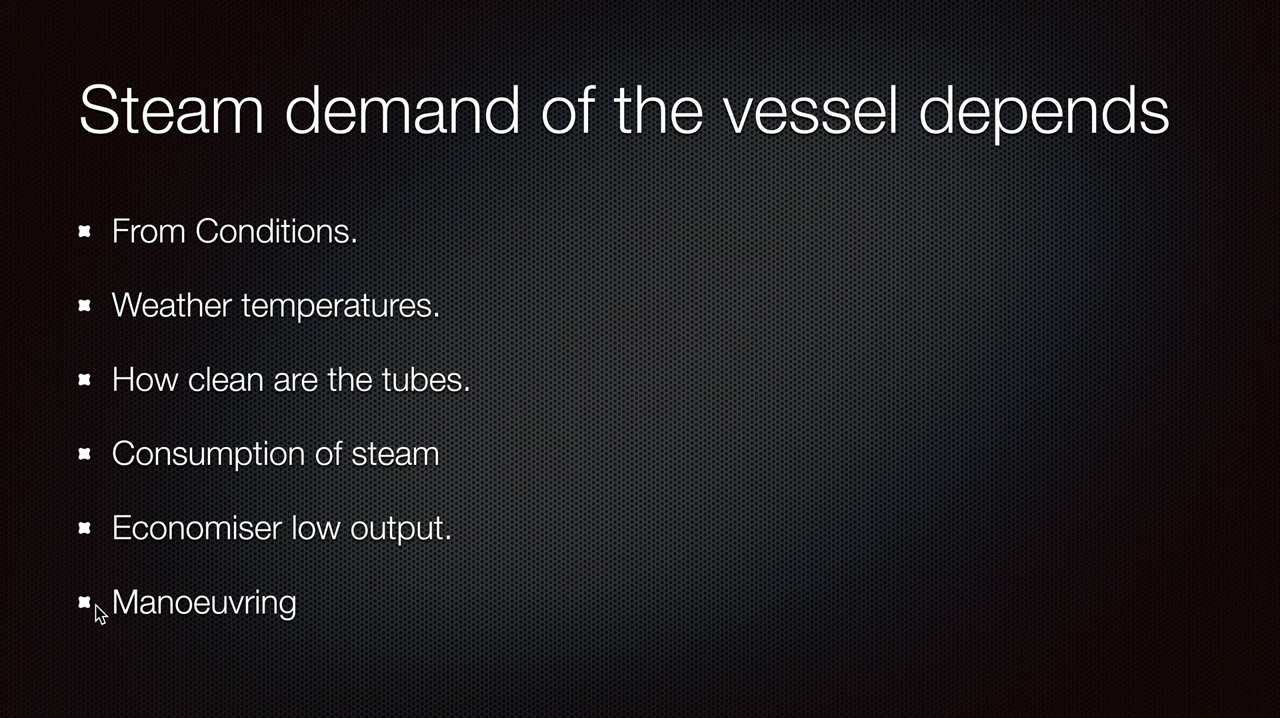 Steam demand of the vessel depends
From Conditions.
Weather temperatures.
How clean are the tubes.
Consumption of steam
Economiser low output.
Manoeuvring